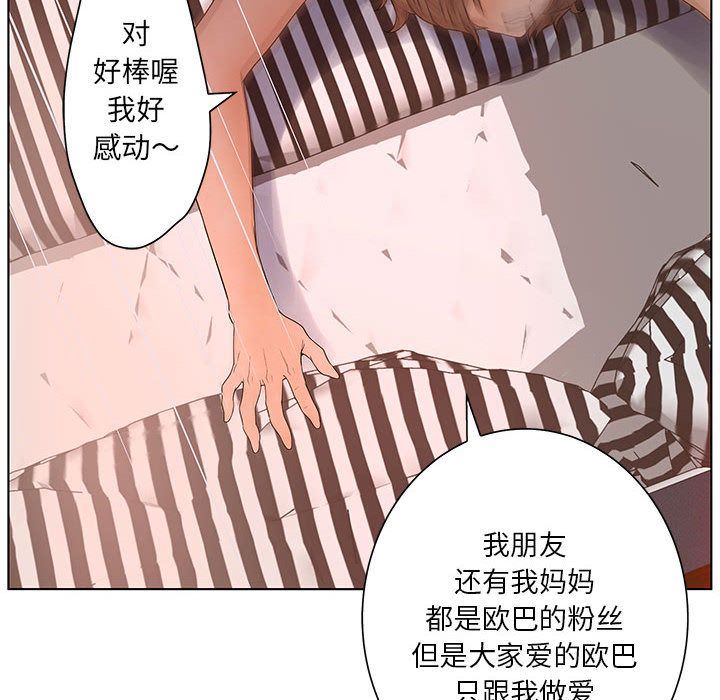 对
好棒喔
我好
感动～
我朋友
还有我妈妈
都是欧巴的粉丝
但是大家爱的欧巴
只跟我做爱